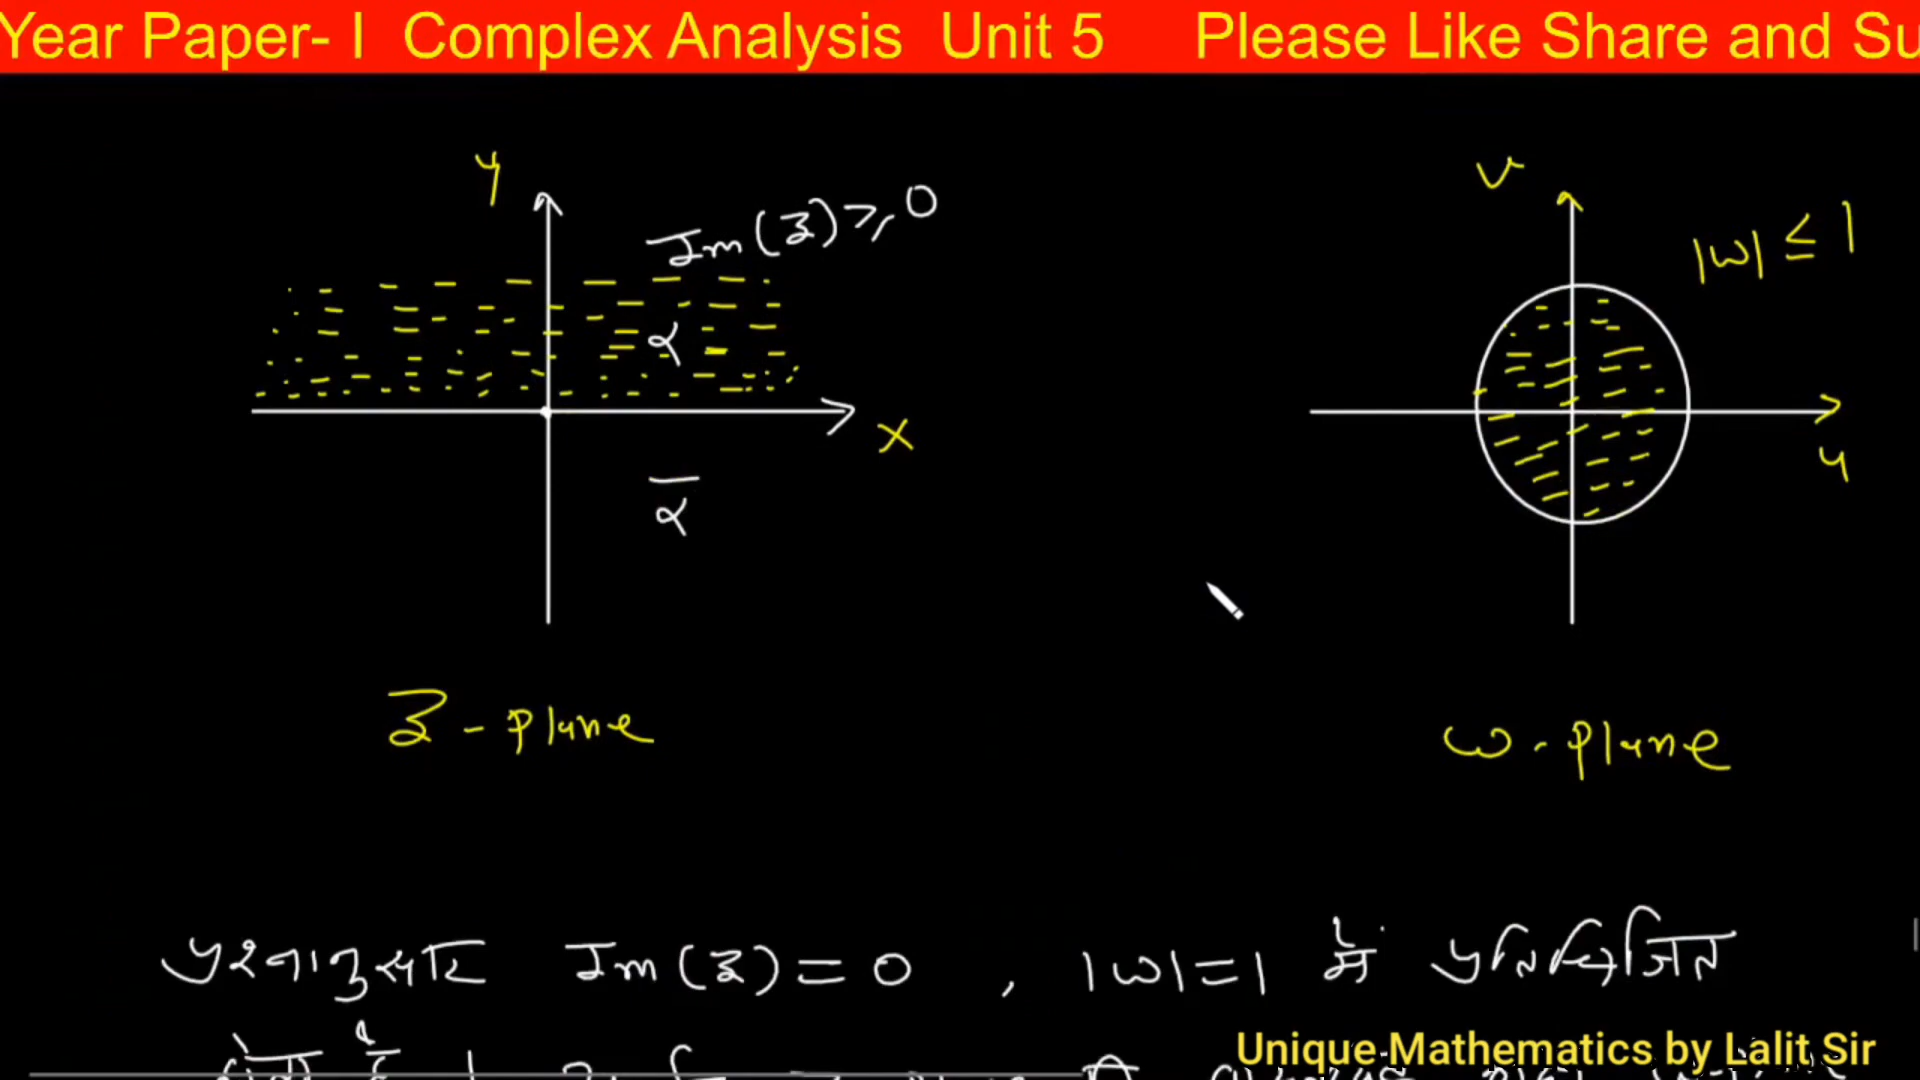 Year Paper- I Complex Analysis Unit 5 Please Like Share and Su
y
Im(z) ≥ 0
α
x
ᾱ
z - plane
v
|w| ≤ 1
u
w - plane
प्रश्नानुसार Im(z) = 0 , |w| = 1 में प्रतिचित्रित
होता है ।
Unique Mathematics by Lalit Sir